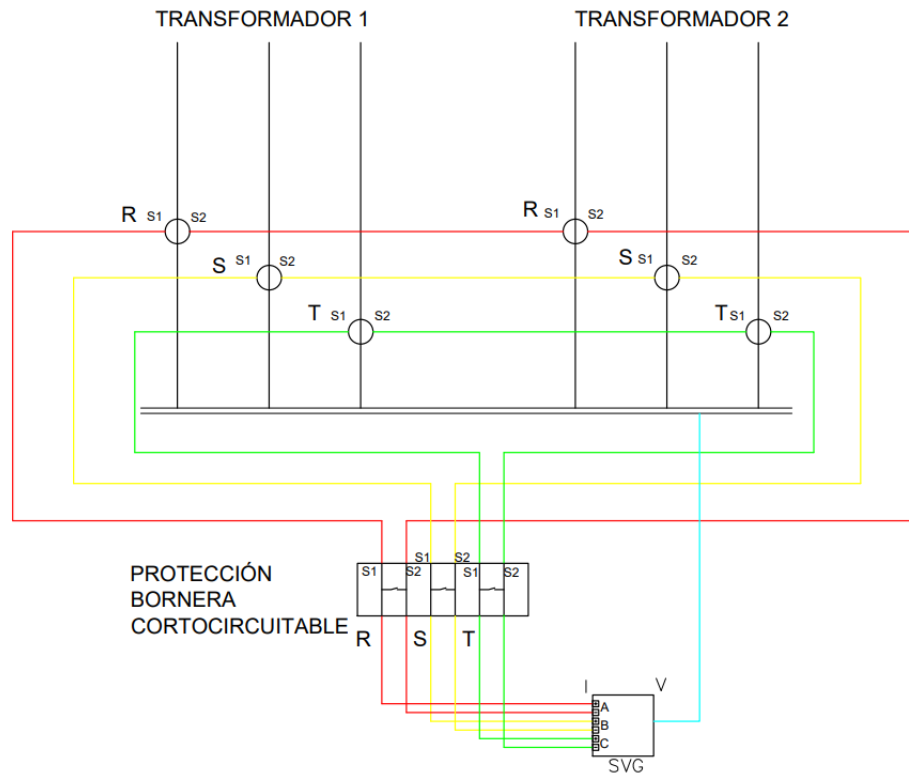 TRANSFORMADOR 1
TRANSFORMADOR 2
R S1 S2
R S1 S2
S S1 S2
S S1 S2
T S1 S2
T S1 S2
S1 S2
S1 S2 S1 S2
PROTECCIÓN
BORNERA
CORTOCIRCUITABLE
R S T
I V
A
B
C
SVG